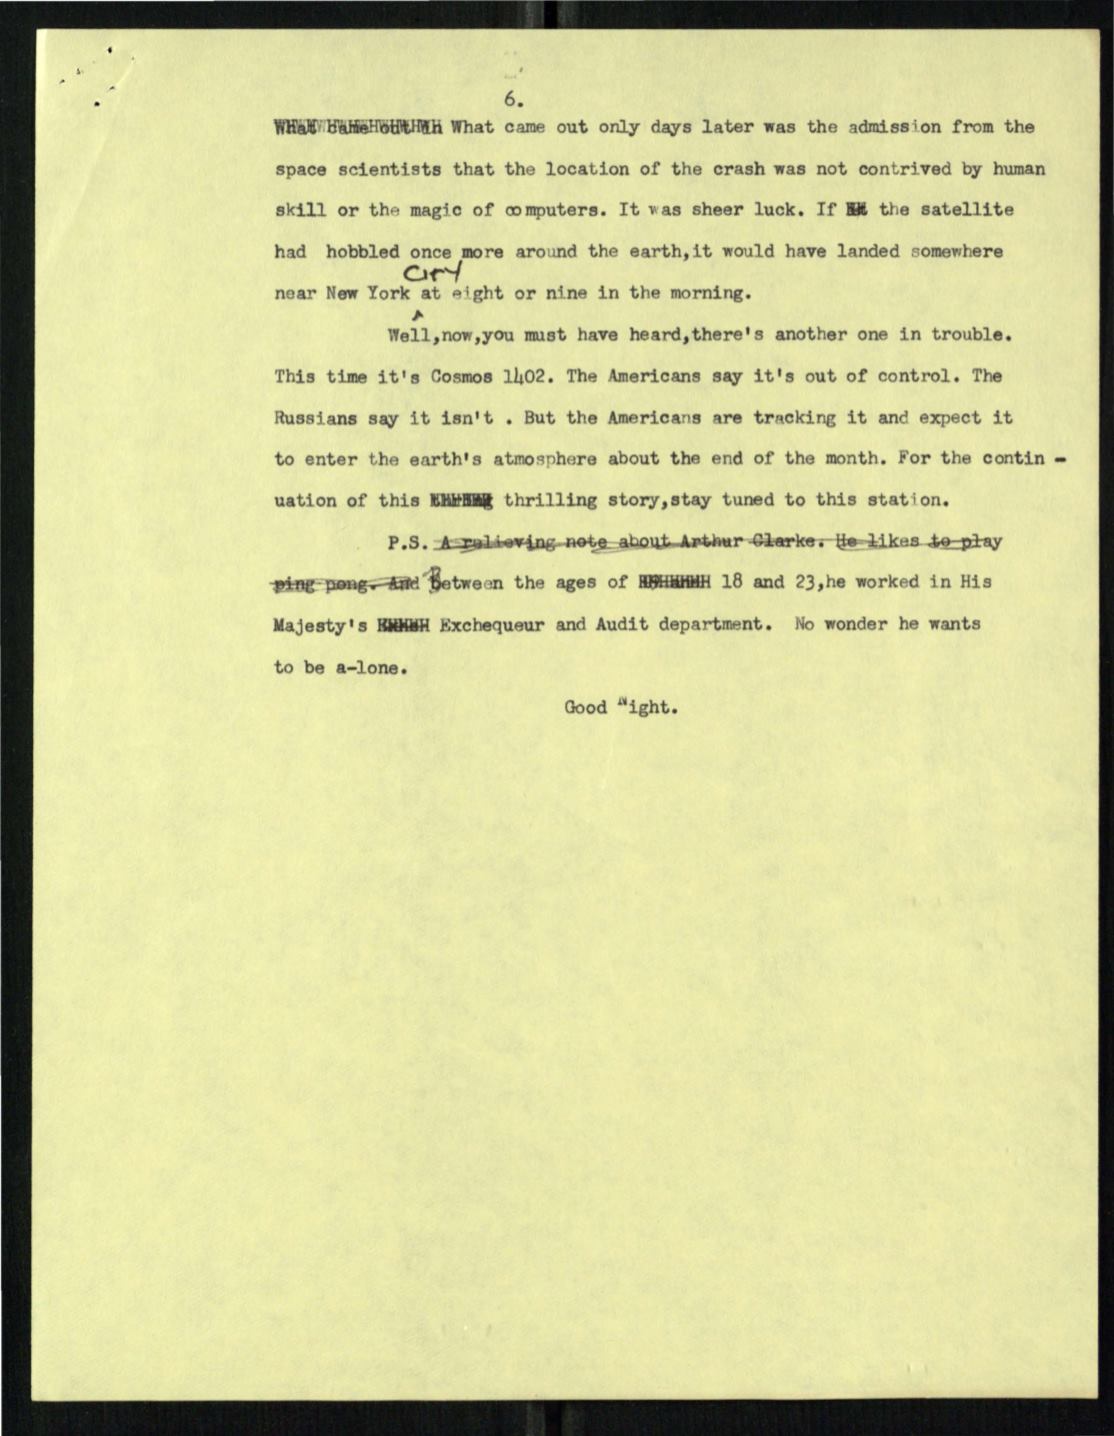 6.
What came out in What came out only days later was the admission from the
space scientists that the location of the crash was not contrived by human
skill or the magic of computers. It was sheer luck. If the satellite
had hobbled once more around the earth,it would have landed somewhere
City
near New York at eight or nine in the morning.
Well,now,you must have heard,there's another one in trouble.
This time it's Cosmos 1402. The Americans say it's out of control. The
Russians say it isn't . But the Americans are tracking it and expect it
to enter the earth's atmosphere about the end of the month. For the contin -
uation of this thrilling story,stay tuned to this station.
P.S. A relieving note about Arthur Clarke. He likes to play
ping pong. And Between the ages of 18 and 23,he worked in His
Majesty's Exchequeur and Audit department. No wonder he wants
to be a-lone.
Good Night.